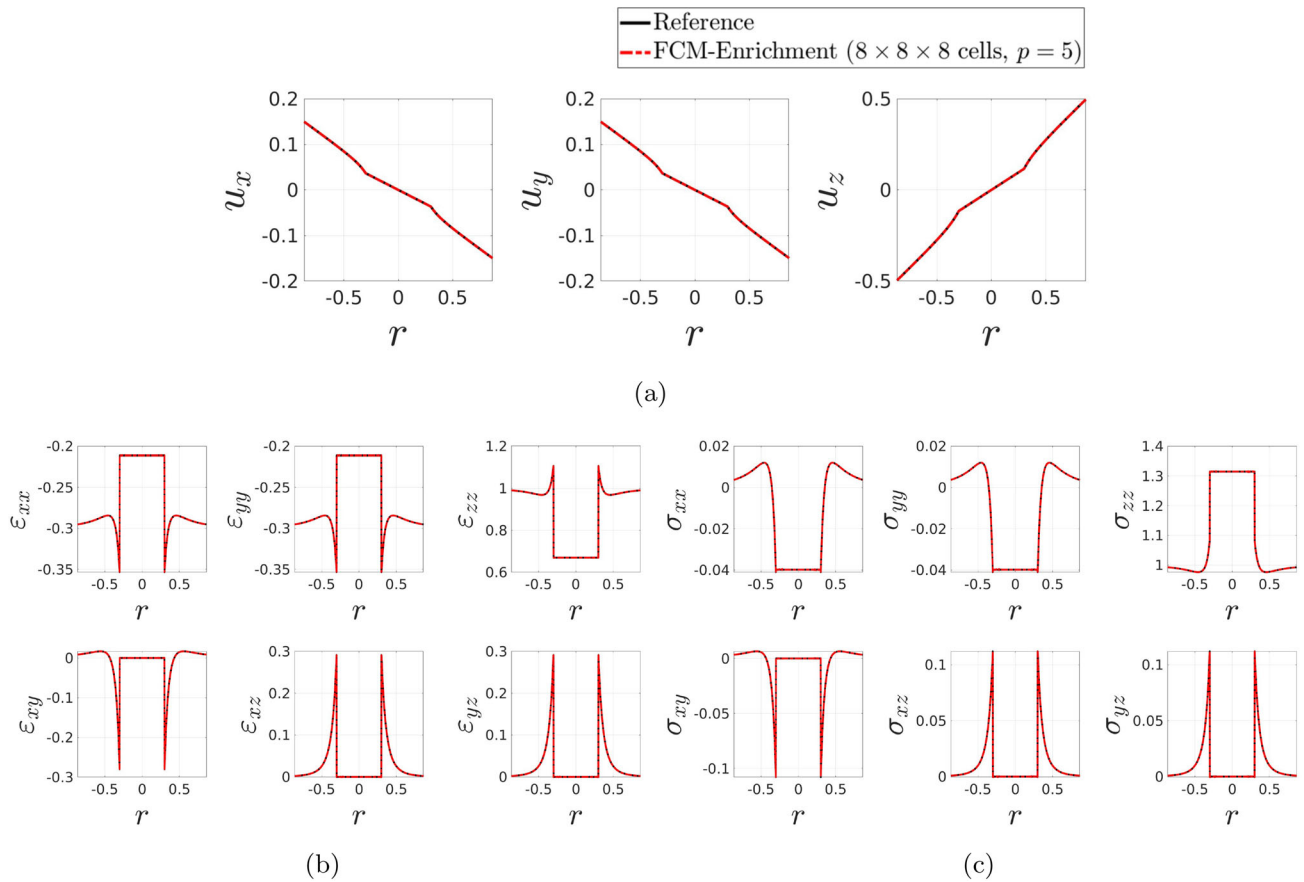 Reference
FCM-Enrichment (8 × 8 × 8 cells, p = 5)
0.2 0.2 0.5
0.1 0.1
u_x 0 u_y 0 u_z 0
-0.1 -0.1
-0.2 -0.2 -0.5
-0.5 0 0.5 -0.5 0 0.5 -0.5 0 0.5
r r r
(a)
-0.2 -0.2 1.2 0.02 0.02 1.4
-0.25 -0.25 1 0 0 1.3
ε_xx -0.3 ε_yy -0.3 ε_zz 0.8 σ_xx -0.02 σ_yy -0.02 σ_zz 1.2
1.1
-0.35 -0.35 0.6 -0.04 -0.04 1
-0.5 0 0.5 -0.5 0 0.5 -0.5 0 0.5 -0.5 0 0.5 -0.5 0 0.5 -0.5 0 0.5
r r r r r r
0 0.3 0.3 0 0.1 0.1
ε_xy -0.1 ε_xz 0.2 ε_yz 0.2 σ_xy -0.05 σ_xz 0.05 σ_yz 0.05
-0.2 0.1 0.1 -0.1
-0.3 0 0 0 0
-0.5 0 0.5 -0.5 0 0.5 -0.5 0 0.5 -0.5 0 0.5 -0.5 0 0.5 -0.5 0 0.5
r r r r r r
(b) (c)